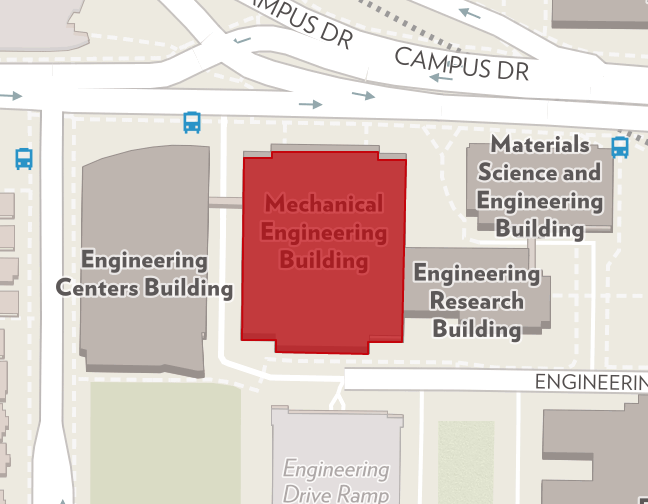 CAMPUS DR
CAMPUS DR
Materials
Science and
Engineering
Building
Mechanical
Engineering
Building
Engineering
Centers Building
Engineering
Research
Building
ENGINEERIN
Engineering
Drive Ramp